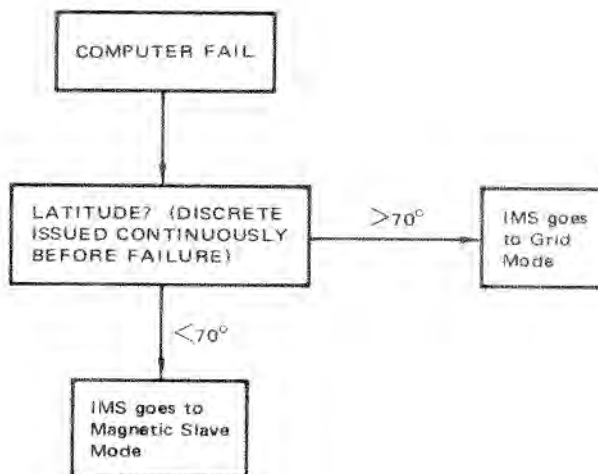 COMPUTER FAIL
LATITUDE? (DISCRETE
ISSUED CONTINUOUSLY
BEFORE FAILURE)
>70°
IMS goes
to Grid
Mode
<70°
IMS goes to
Magnetic Slave
Mode